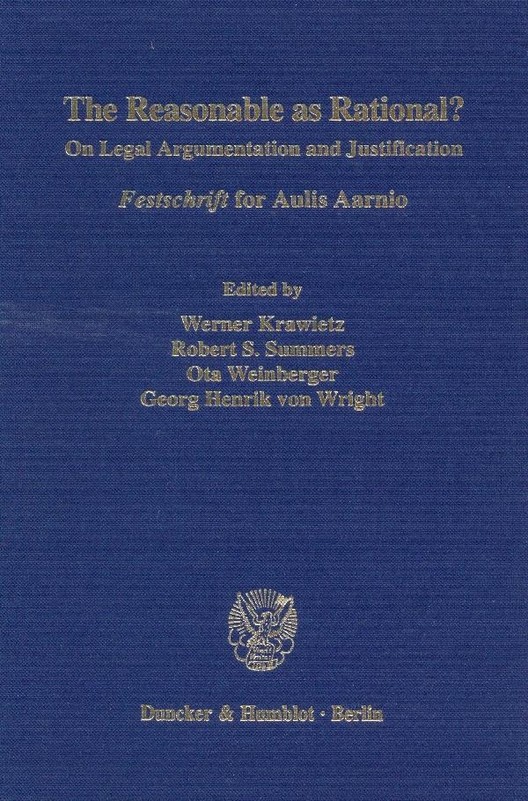 The Reasonable as Rational?
On Legal Argumentation and Justification
Festschrift for Aulis Aarnio
Edited by
Werner Krawietz
Robert S. Summers
Ota Weinberger
Georg Henrik von Wright
Duncker & Humblot · Berlin